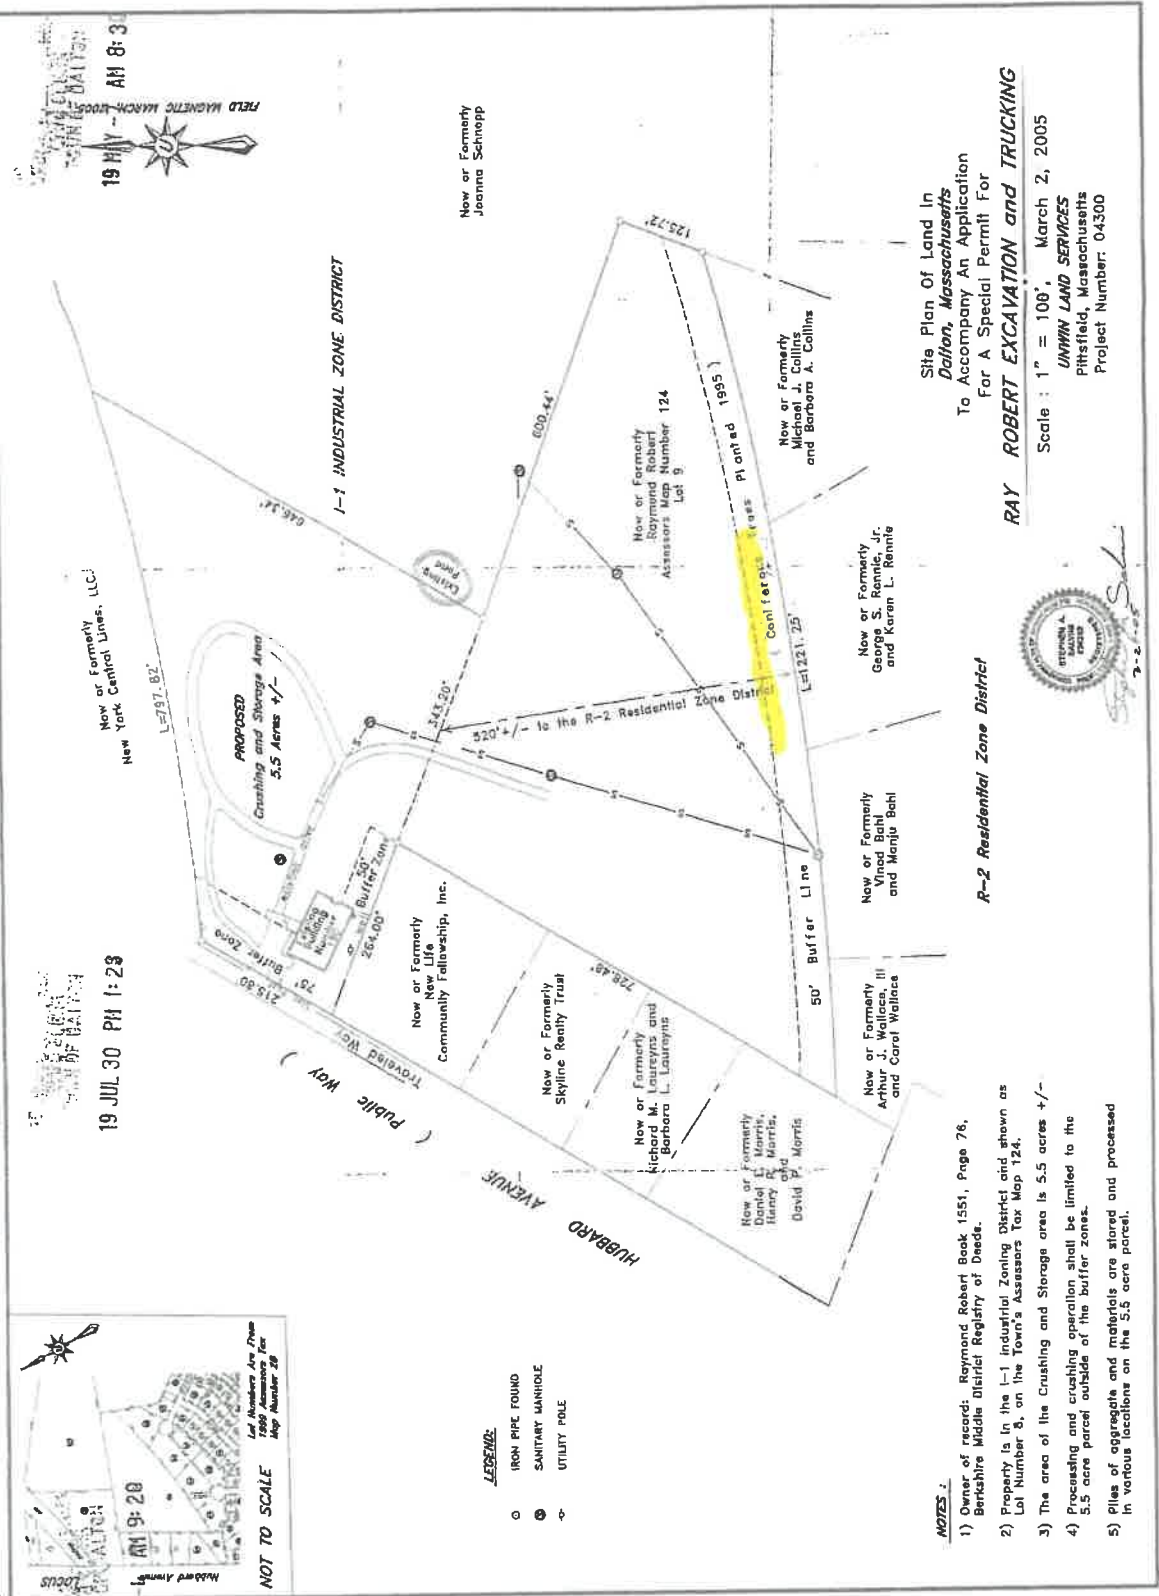 19 MAY -
AM 8:3
FIELD MAGNETIC MARCH, 2005
19 JUL 30 PM 1:28
AM 9:20
Locus
Hubbard Avenue
NOT TO SCALE
Lot Numbers Are From
1999 Assessors Tax
Map Number 28
Now or Formerly
New York Central Lines, LLC.
L=797.82'
646.34'
I-1 INDUSTRIAL ZONE DISTRICT
Now or Formerly
Joanna Schnopp
PROPOSED
Crushing and Storage Area
5.5 Acres +/-
Existing
Pond
75' Buffer Zone
215.80'
Existing
Building
Number
50'
Buffer Zone
264.00'
343.20'
600.44'
125.72'
Traveled Way
( Public Way )
HUBBARD AVENUE
Now or Formerly
New Life
Community Fellowship, Inc.
Now or Formerly
Skyline Realty Trust
728.48'
Now or Formerly
Richard M. Laureyns and
Barbara L. Laureyns
Now or Formerly
Daniel E. Morris,
Henry R. Morris,
and
David P. Morris
520'+/- to the R-2 Residential Zone District
Now or Formerly
Raymond Robert
Assessors Map Number 124
Lot 9
50' Buffer Line
( Coniferous Trees Planted 1995 )
L=1221.25'
Now or Formerly
Arthur J. Wallace, III
and Carol Wallace
Now or Formerly
Vinod Bahl
and Manju Bahl
Now or Formerly
George S. Rennie, Jr.
and Karen L. Rennie
Now or Formerly
Michael J. Collins
and Barbara A. Collins
R-2 Residential Zone District
LEGEND:
IRON PIPE FOUND
SANITARY MANHOLE
UTILITY POLE
NOTES :
1) Owner of record: Raymond Robert Book 1551, Page 76,
Berkshire Middle District Registry of Deeds.
2) Property is in the I-1 Industrial Zoning District and shown as
Lot Number 8, on the Town's Assessors Tax Map 124.
3) The area of the Crushing and Storage area is 5.5 acres +/-
4) Processing and crushing operation shall be limited to the
5.5 acre parcel outside of the buffer zones.
5) Piles of aggregate and materials are stored and processed
in various locations on the 5.5 acre parcel.
Site Plan Of Land In
Dalton, Massachusetts
To Accompany An Application
For A Special Permit For
RAY ROBERT EXCAVATION and TRUCKING
Scale : 1" = 100', March 2, 2005
UNWIN LAND SERVICES
Pittsfield, Massachusetts
Project Number: 04300
STEPHEN A.
3-2-05